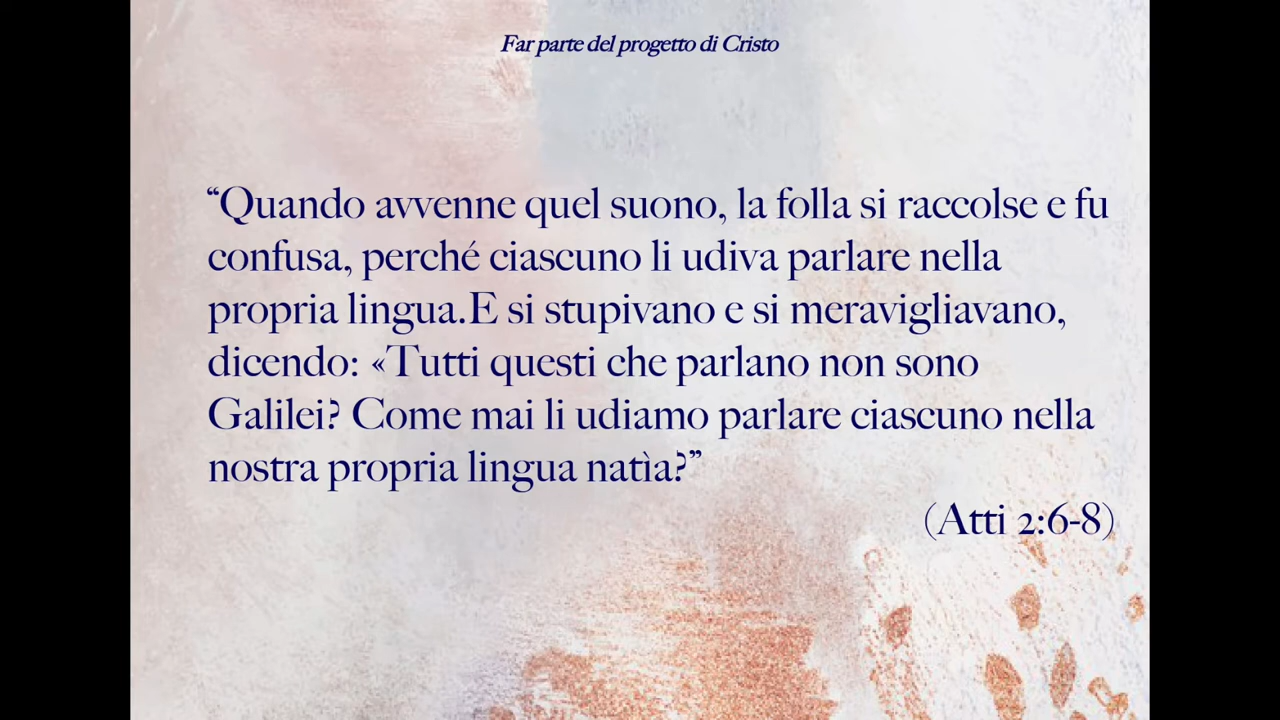 Far parte del progetto di Cristo
“Quando avvenne quel suono, la folla si raccolse e fu
confusa, perché ciascuno li udiva parlare nella
propria lingua.E si stupivano e si meravigliavano,
dicendo: «Tutti questi che parlano non sono
Galilei? Come mai li udiamo parlare ciascuno nella
nostra propria lingua natìa?”
(Atti 2:6-8)